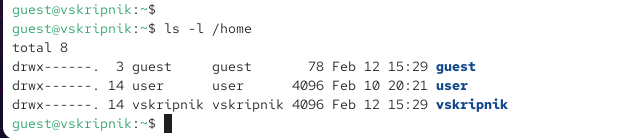 guest@vskripnik:~$
guest@vskripnik:~$ ls -l /home
total 8
drwx------.  3 guest     guest       78 Feb 12 15:29 guest
drwx------. 14 user      user      4096 Feb 10 20:21 user
drwx------. 14 vskripnik vskripnik 4096 Feb 12 15:29 vskripnik
guest@vskripnik:~$